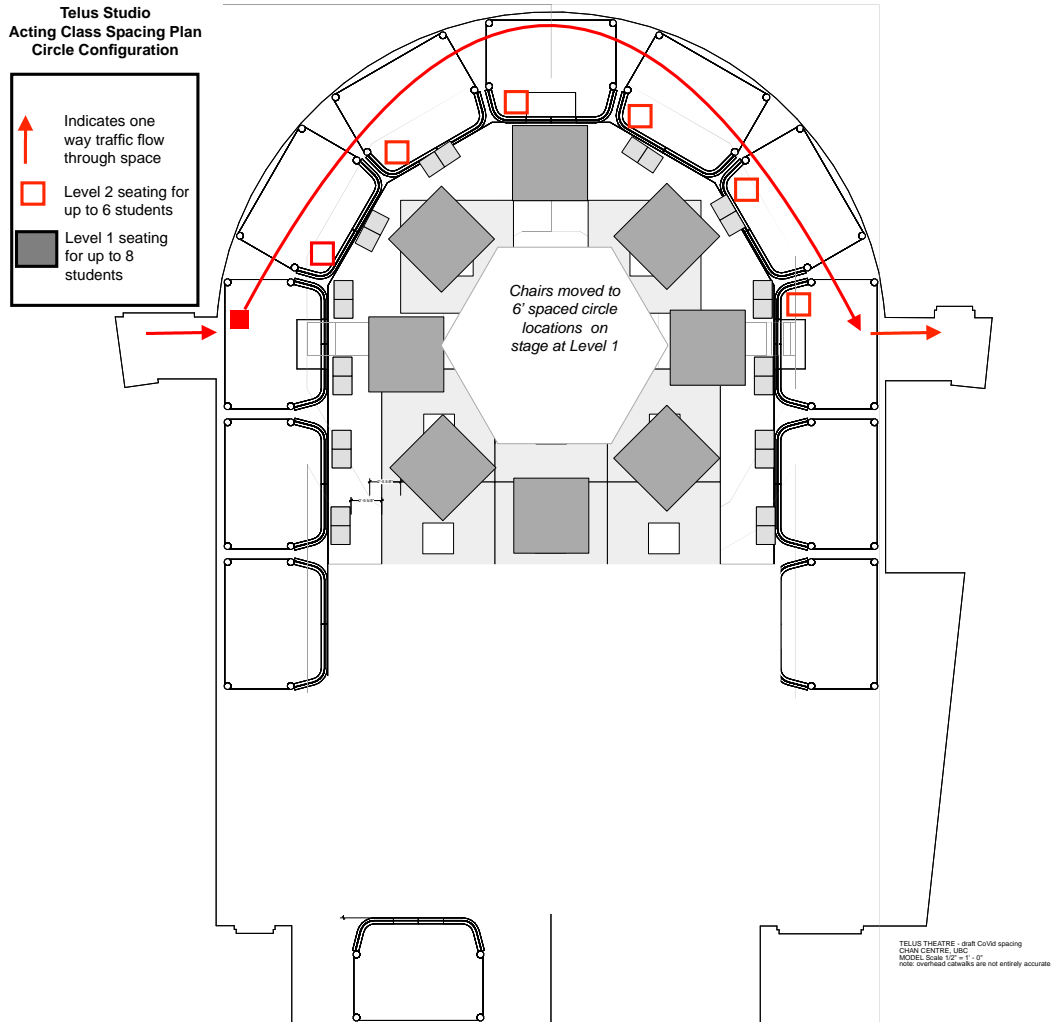 Telus Studio
Acting Class Spacing Plan
Circle Configuration
Indicates one
way traffic flow
through space
Level 2 seating for
up to 6 students
Level 1 seating
for up to 8
students
Chairs moved to
6' spaced circle
locations on
stage at Level 1
TELUS THEATRE - draft CoVid spacing
CHAN CENTRE, UBC
MODEL Scale 1/2" = 1' - 0"
note: overhead catwalks are not entirely accurate